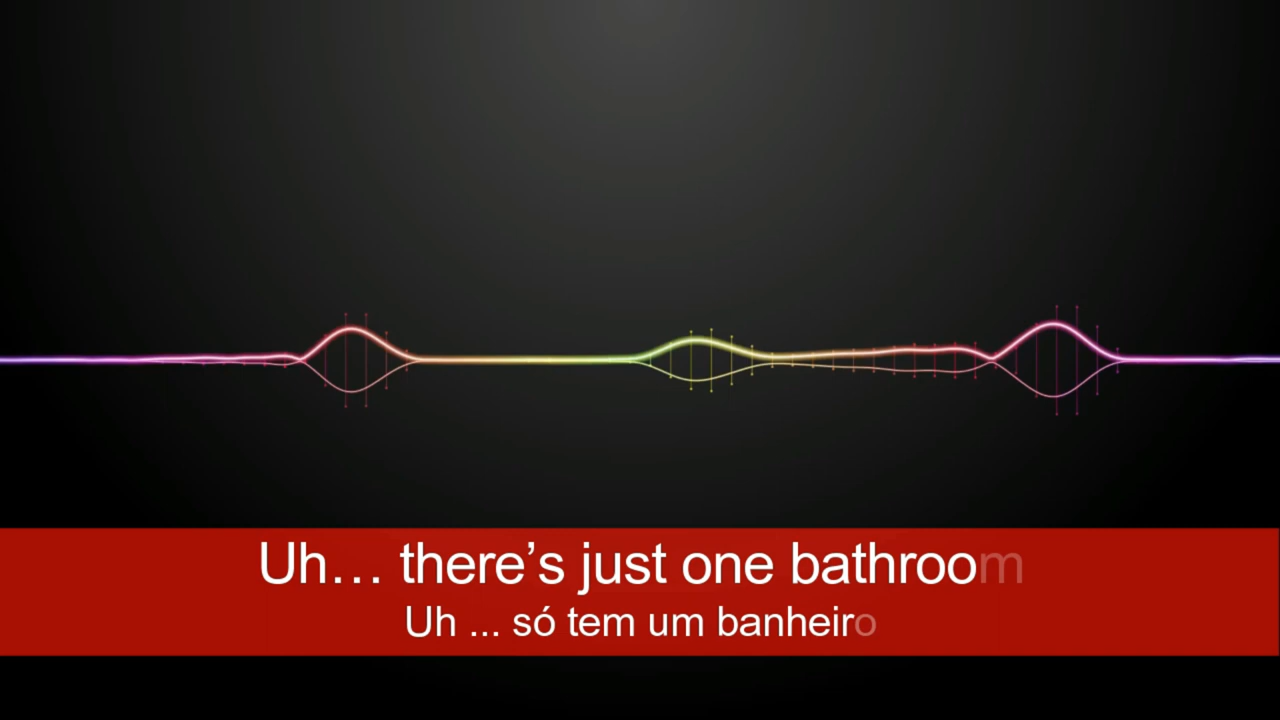 Uh… there’s just one bathroom
Uh ... só tem um banheiro